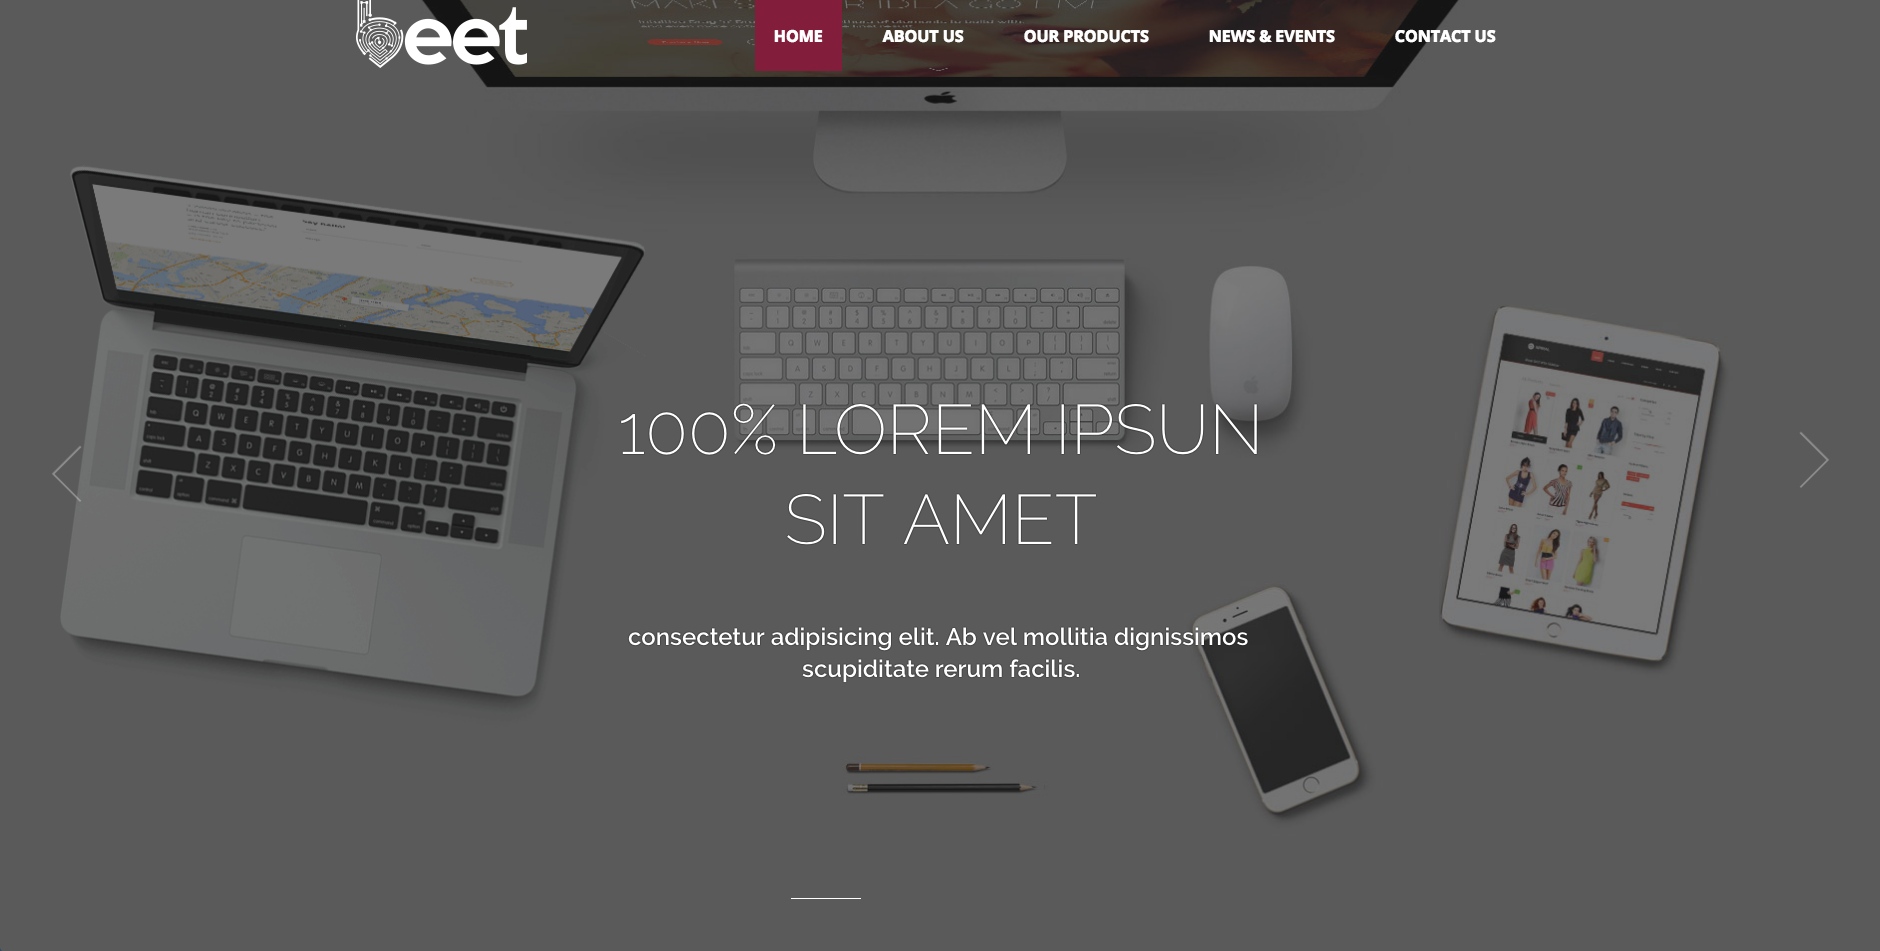 beet
HOME
ABOUT US
OUR PRODUCTS
NEWS & EVENTS
CONTACT US
100% LOREM IPSUN
SIT AMET
consectetur adipisicing elit. Ab vel mollitia dignissimos
scupiditate rerum facilis.